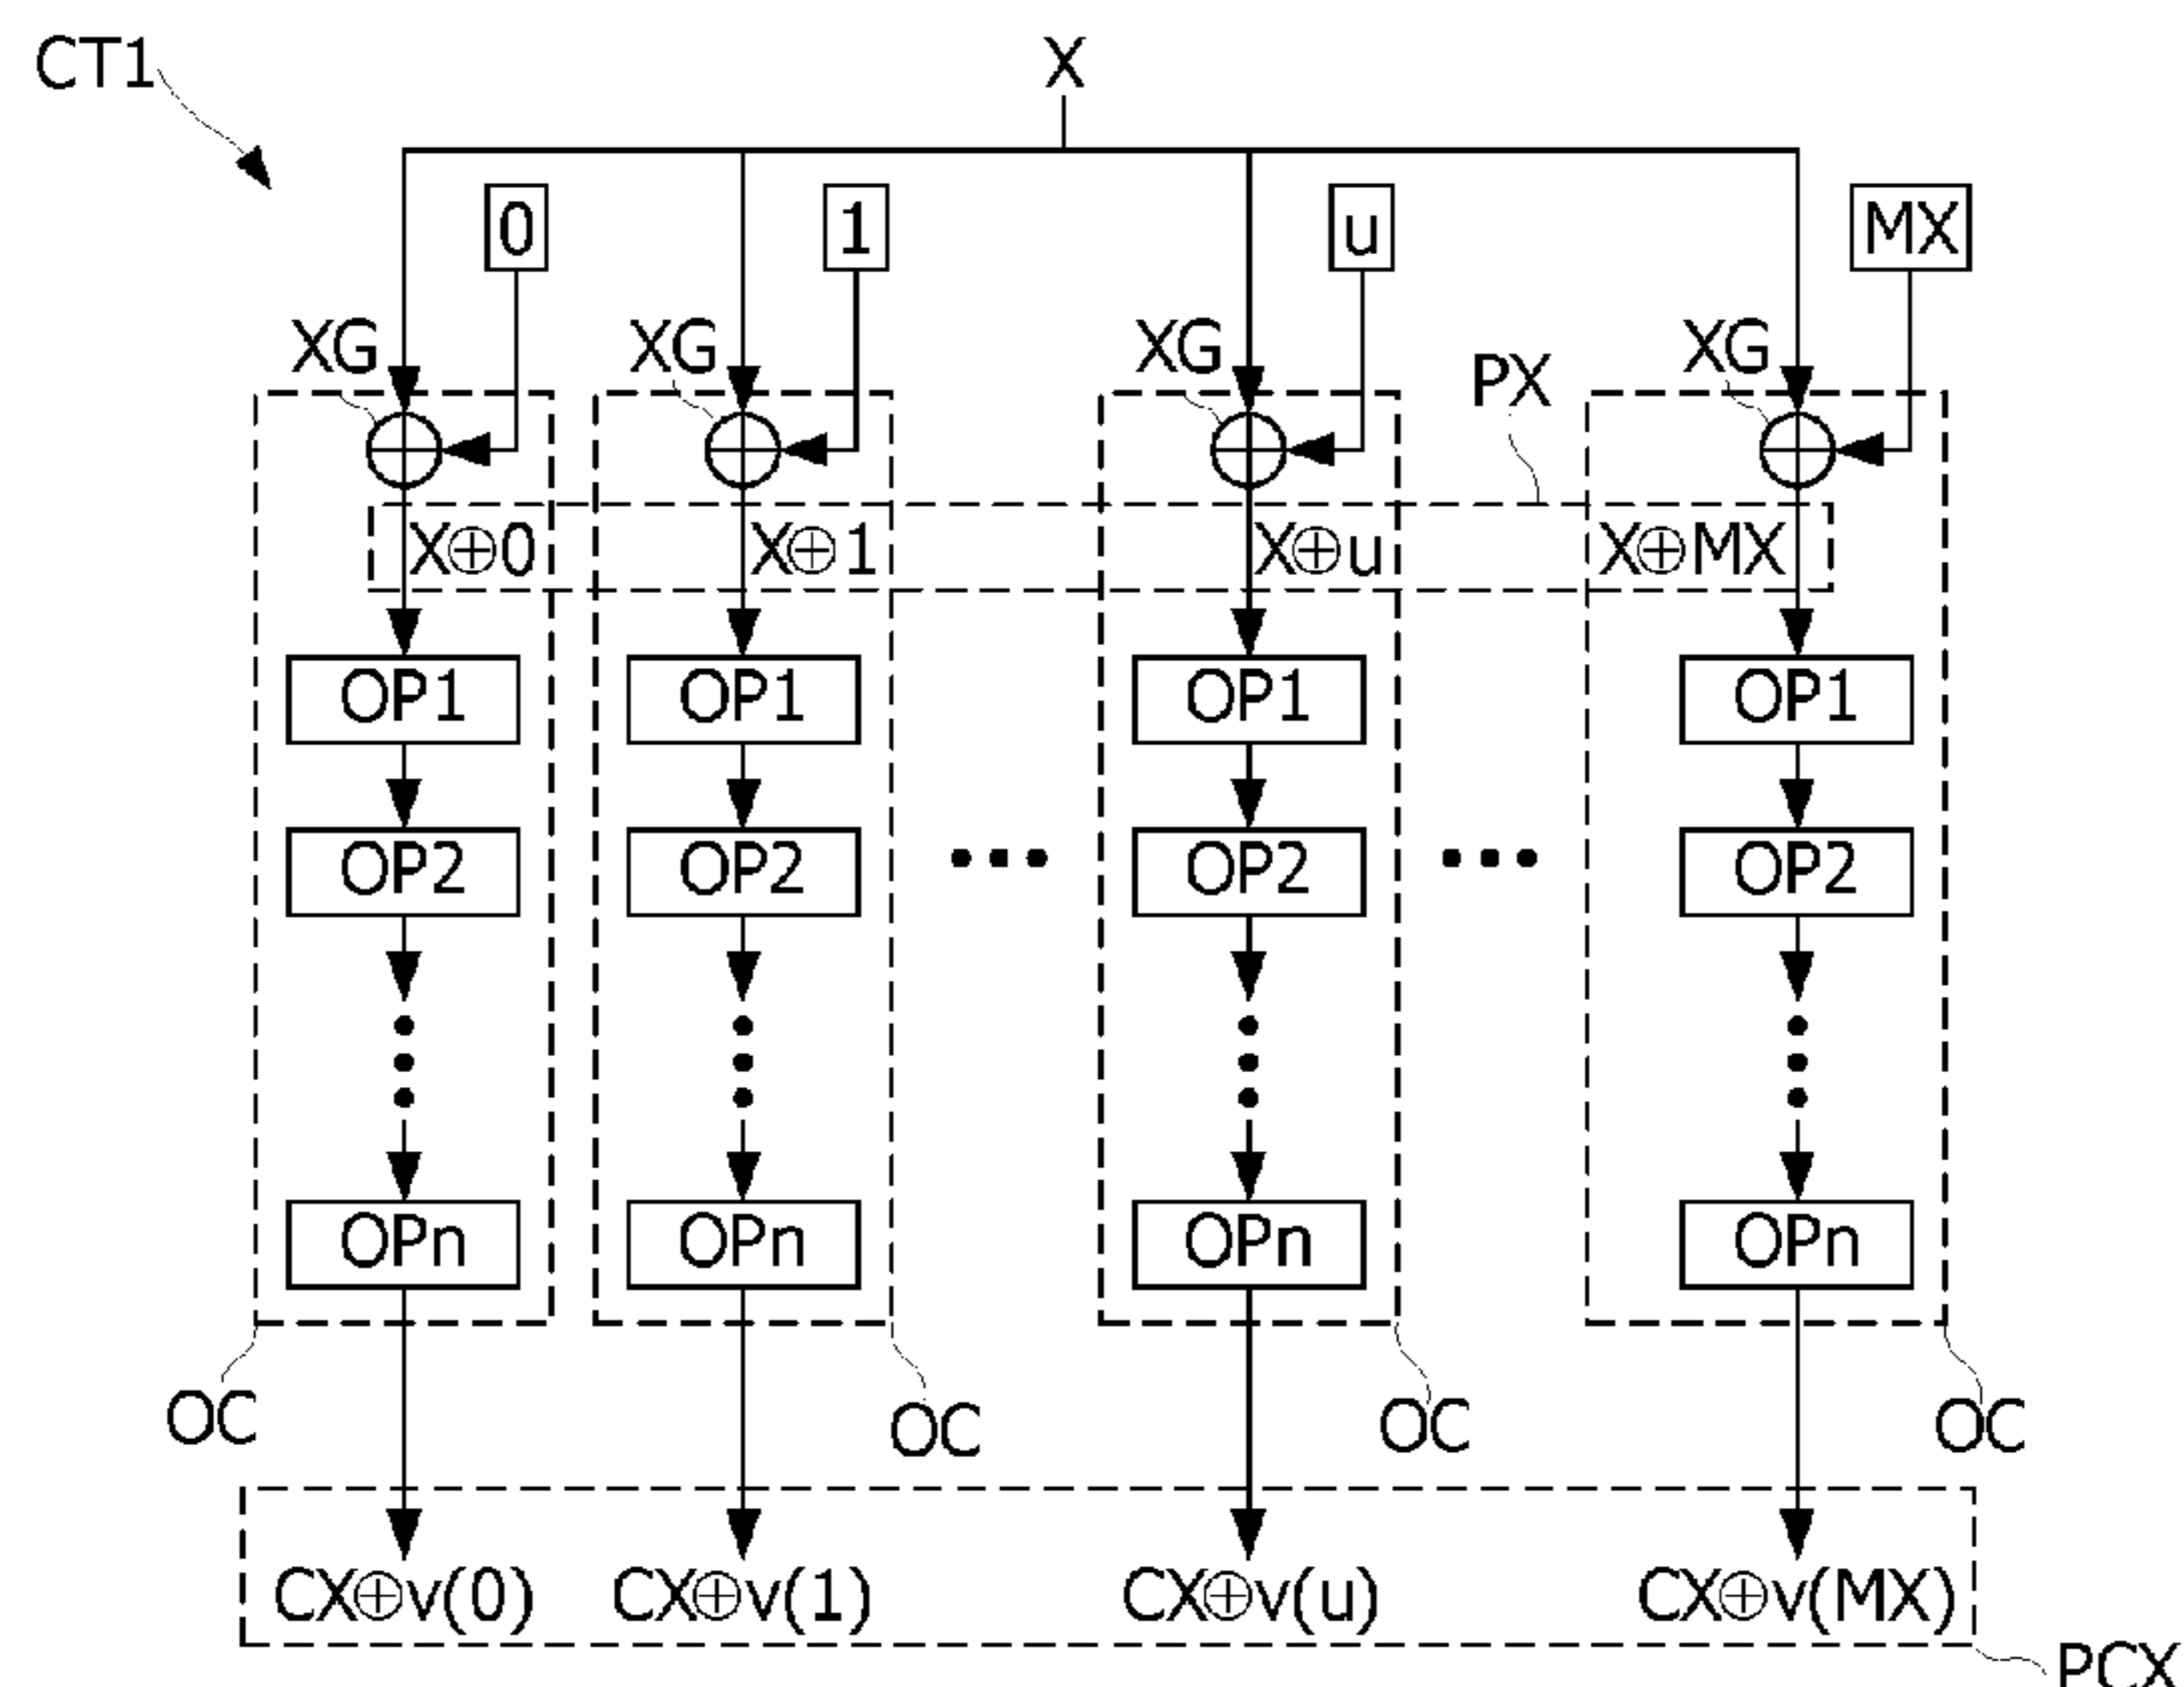 CT1
X
0 1 u MX
XG XG XG PX XG
X⊕0 X⊕1 X⊕u X⊕MX
OP1 OP1 OP1 OP1
OP2 OP2 ... OP2 ... OP2
OPn OPn OPn OPn
OC OC OC OC
CX⊕v(0) CX⊕v(1) CX⊕v(u) CX⊕v(MX)
PCX